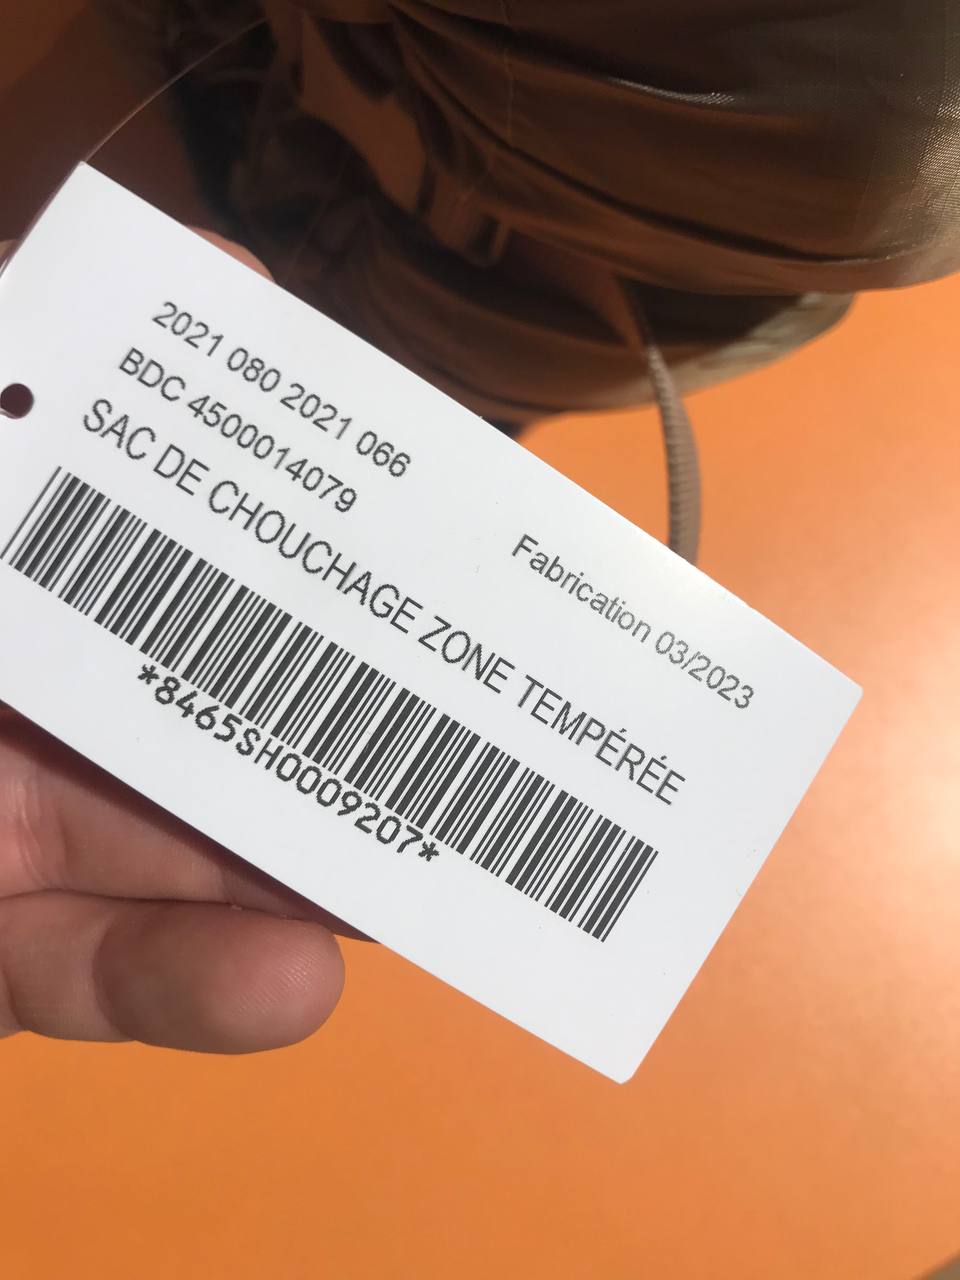 2021 080 2021 066
BDC 4500014079
Fabrication 03/2023
SAC DE CHOUCHAGE ZONE TEMPÉRÉE
*8465SH0009207*